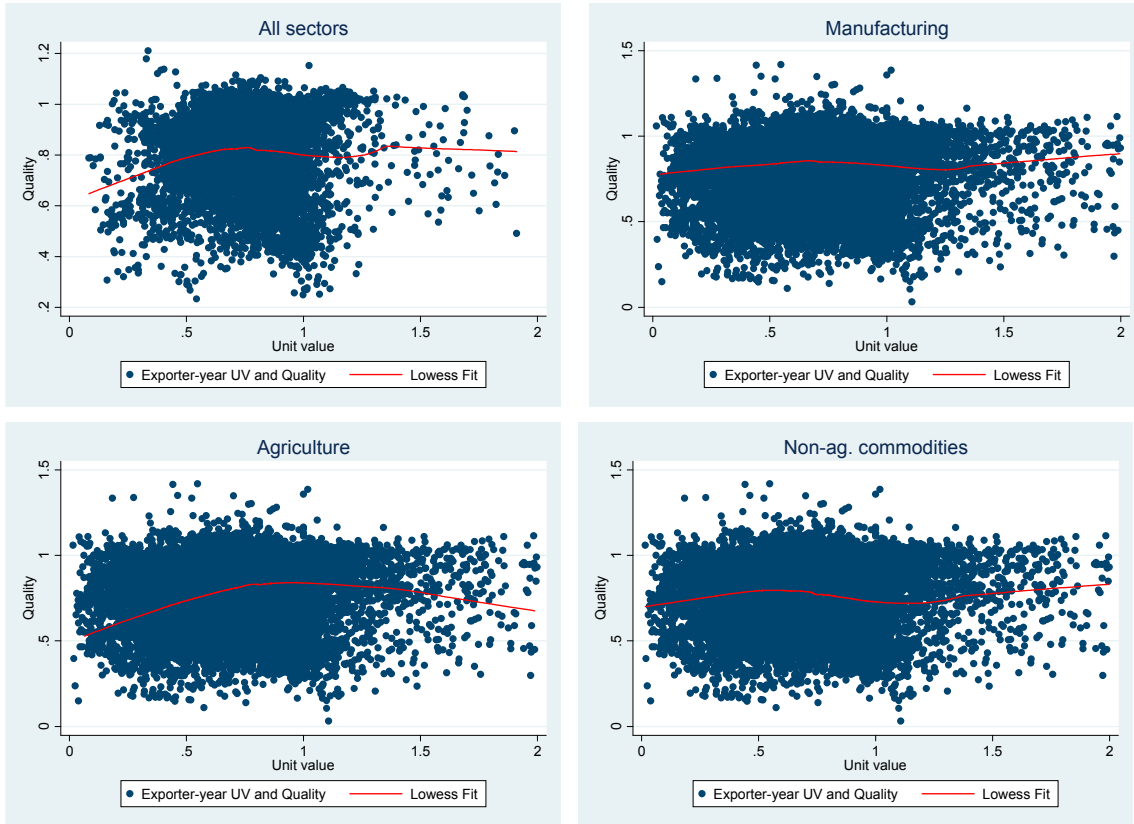 All sectors
Quality
1.2
1
.8
.6
.4
.2
0
.5
1
1.5
2
Unit value
Exporter-year UV and Quality
Lowess Fit
Manufacturing
Quality
1.5
1
.5
0
0
.5
1
1.5
2
Unit value
Exporter-year UV and Quality
Lowess Fit
Agriculture
Quality
1.5
1
.5
0
0
.5
1
1.5
2
Unit value
Exporter-year UV and Quality
Lowess Fit
Non-ag. commodities
Quality
1.5
1
.5
0
0
.5
1
1.5
2
Unit value
Exporter-year UV and Quality
Lowess Fit